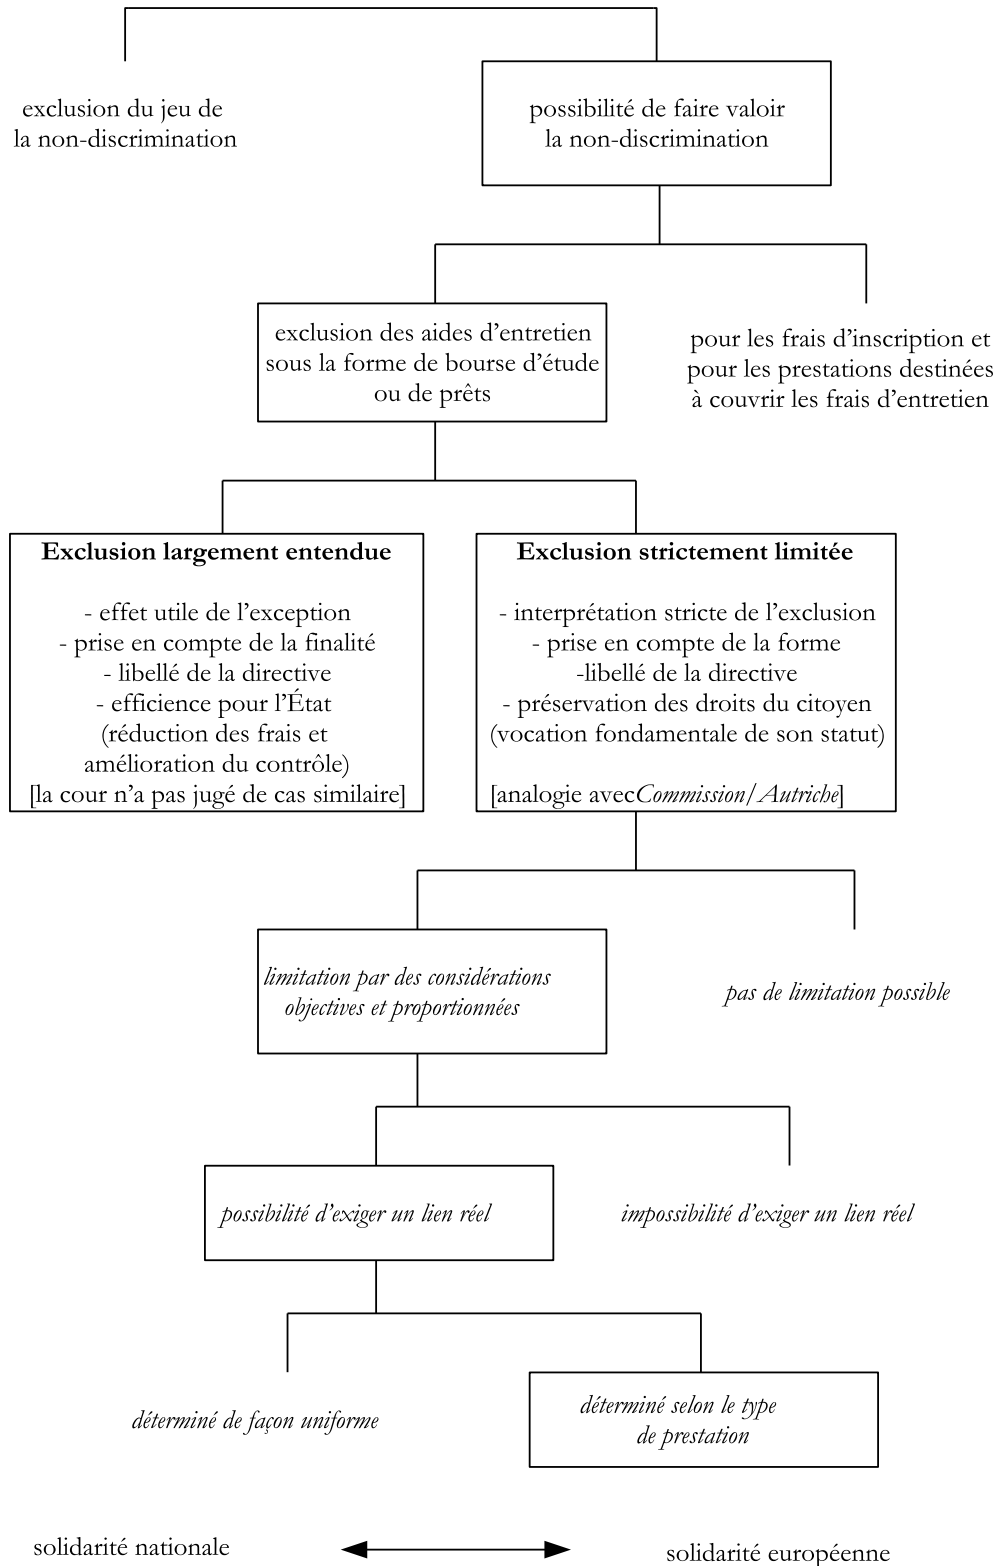 exclusion du jeu de
la non-discrimination
possibilité de faire valoir
la non-discrimination
exclusion des aides d’entretien
sous la forme de bourse d’étude
ou de prêts
pour les frais d’inscription et
pour les prestations destinées
à couvrir les frais d’entretien
Exclusion largement entendue
- effet utile de l’exception
- prise en compte de la finalité
- libellé de la directive
- efficience pour l’État
(réduction des frais et
amélioration du contrôle)
[la cour n’a pas jugé de cas similaire]
Exclusion strictement limitée
- interprétation stricte de l’exclusion
- prise en compte de la forme
-libellé de la directive
- préservation des droits du citoyen
(vocation fondamentale de son statut)
[analogie avecCommission/Autriche]
limitation par des considérations
objectives et proportionnées
pas de limitation possible
possibilité d’exiger un lien réel
impossibilité d’exiger un lien réel
déterminé de façon uniforme
déterminé selon le type
de prestation
solidarité nationale
solidarité européenne